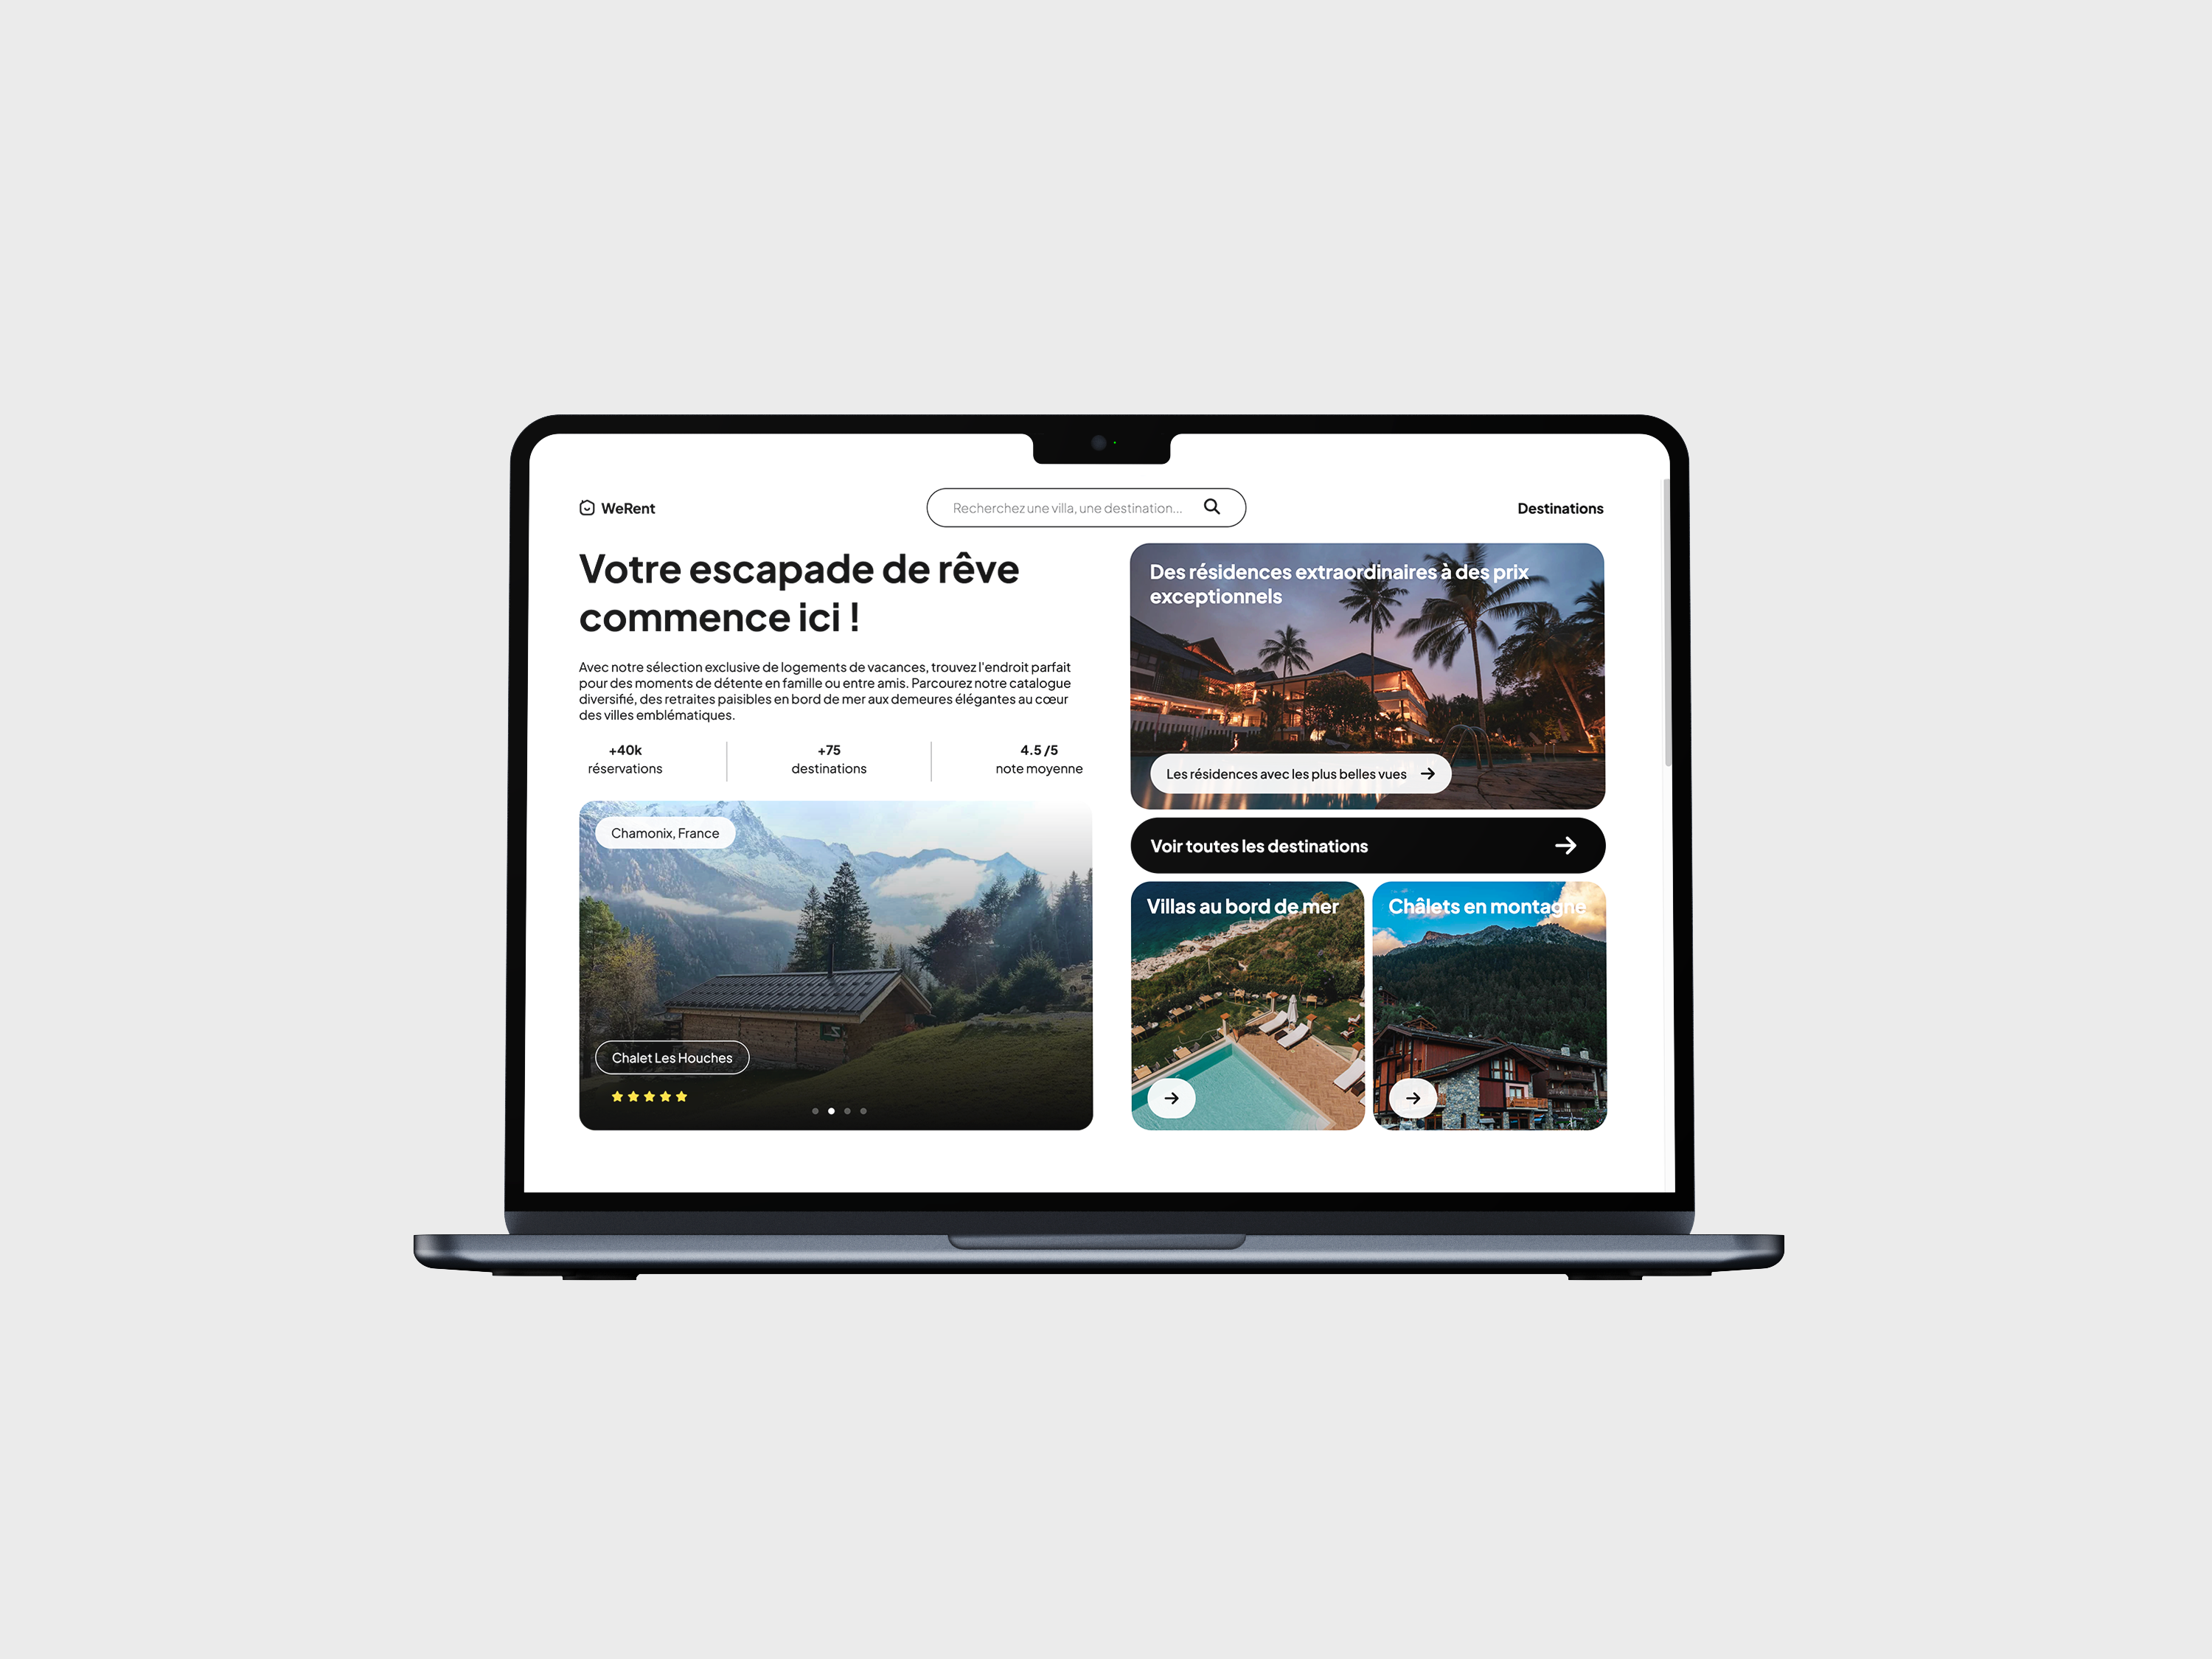 WeRent
Recherchez une villa, une destination...
Destinations
Votre escapade de rêve
commence ici !
Avec notre sélection exclusive de logements de vacances, trouvez l'endroit parfait
pour des moments de détente en famille ou entre amis. Parcourez notre catalogue
diversifié, des retraites paisibles en bord de mer aux demeures élégantes au cœur
des villes emblématiques.
+40k
réservations
+75
destinations
4.5 /5
note moyenne
Chamonix, France
Chalet Les Houches
Des résidences extraordinaires à des prix
exceptionnels
Les résidences avec les plus belles vues
Voir toutes les destinations
Villas au bord de mer
Châlets en montagne